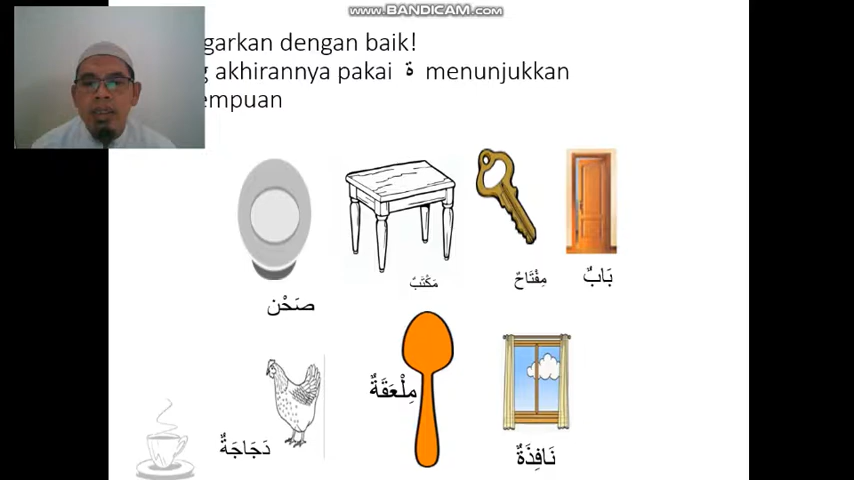 www.BANDICAM.com
garkan dengan baik!
g akhirannya pakai ة menunjukkan
empuan
بَابٌ
مِفْتَاحٌ
مَكْتَبٌ
صَحْن
مِلْعَقَةٌ
نَافِذَةٌ
دَجَاجَةٌ